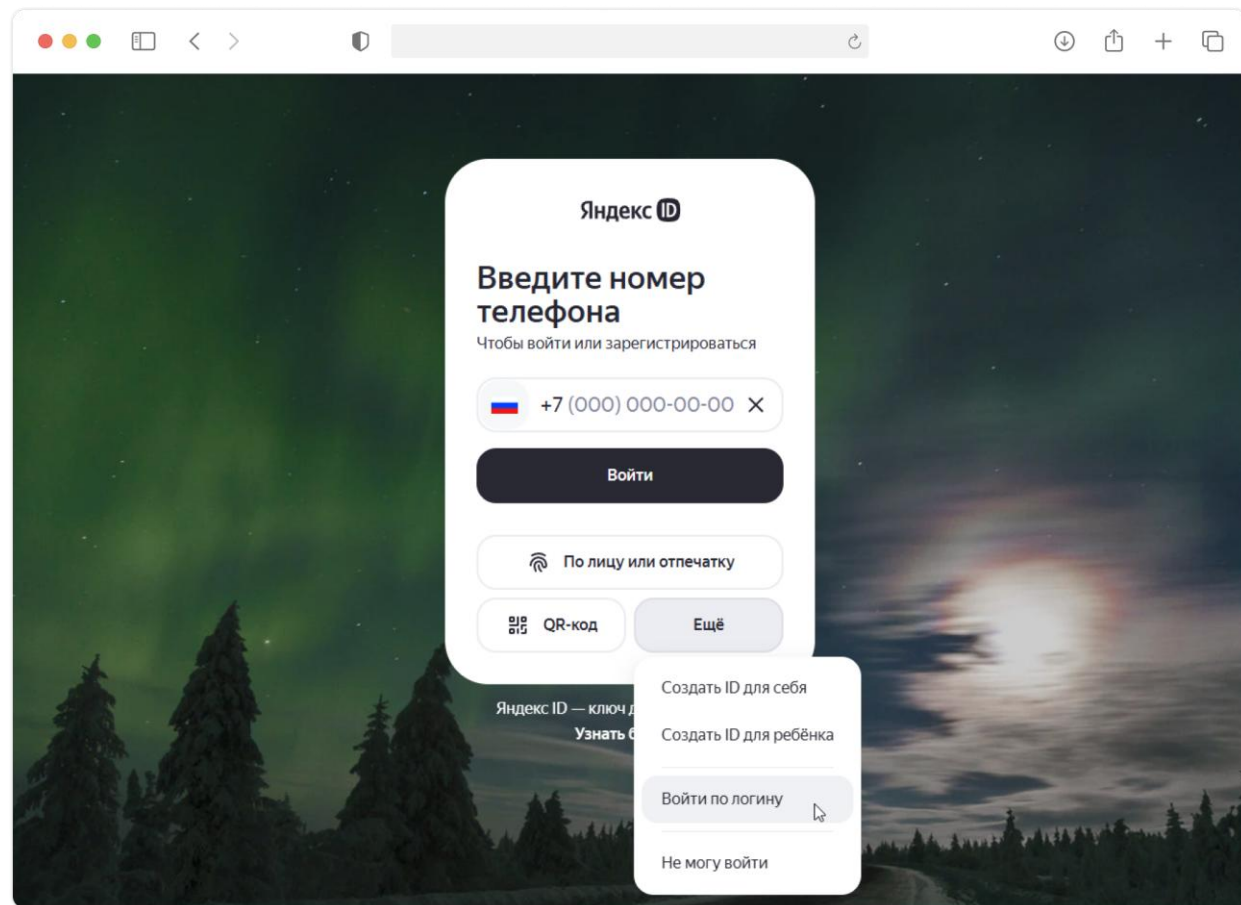 Яндекс ID
Введите номер
телефона
Чтобы войти или зарегистрироваться
+7 (000) 000-00-00
Войти
По лицу или отпечатку
QR-код
Ещё
Создать ID для себя
Яндекс ID — ключ
Узнать
Создать ID для ребёнка
Войти по логину
Не могу войти